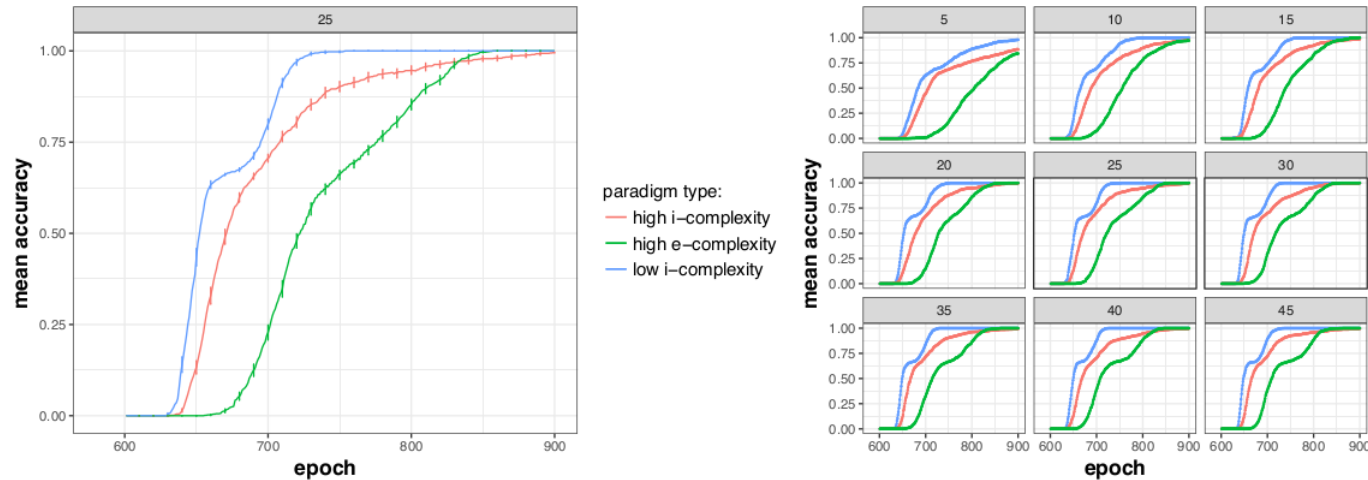 25
1.00
0.75
0.50
0.25
0.00
mean accuracy
600 700 800 900
epoch
paradigm type:
high i−complexity
high e−complexity
low i−complexity
5 10 15
1.00
0.75
0.50
0.25
0.00
20 25 30
1.00
0.75
0.50
0.25
0.00
35 40 45
1.00
0.75
0.50
0.25
0.00
mean accuracy
600 700 800 900 600 700 800 900 600 700 800 900
epoch